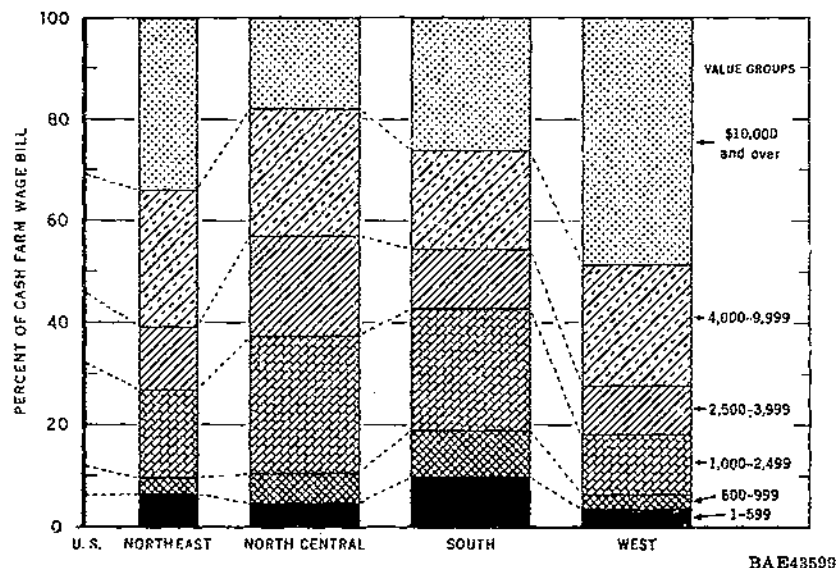 100
80
60
40
20
0
PERCENT OF CASH FARM WAGE BILL
VALUE GROUPS
$10,000
and over
4,000-9,999
2,500-3,999
1,000-2,499
600-999
1-599
U.S. NORTHEAST NORTH CENTRAL SOUTH WEST
BAE43599